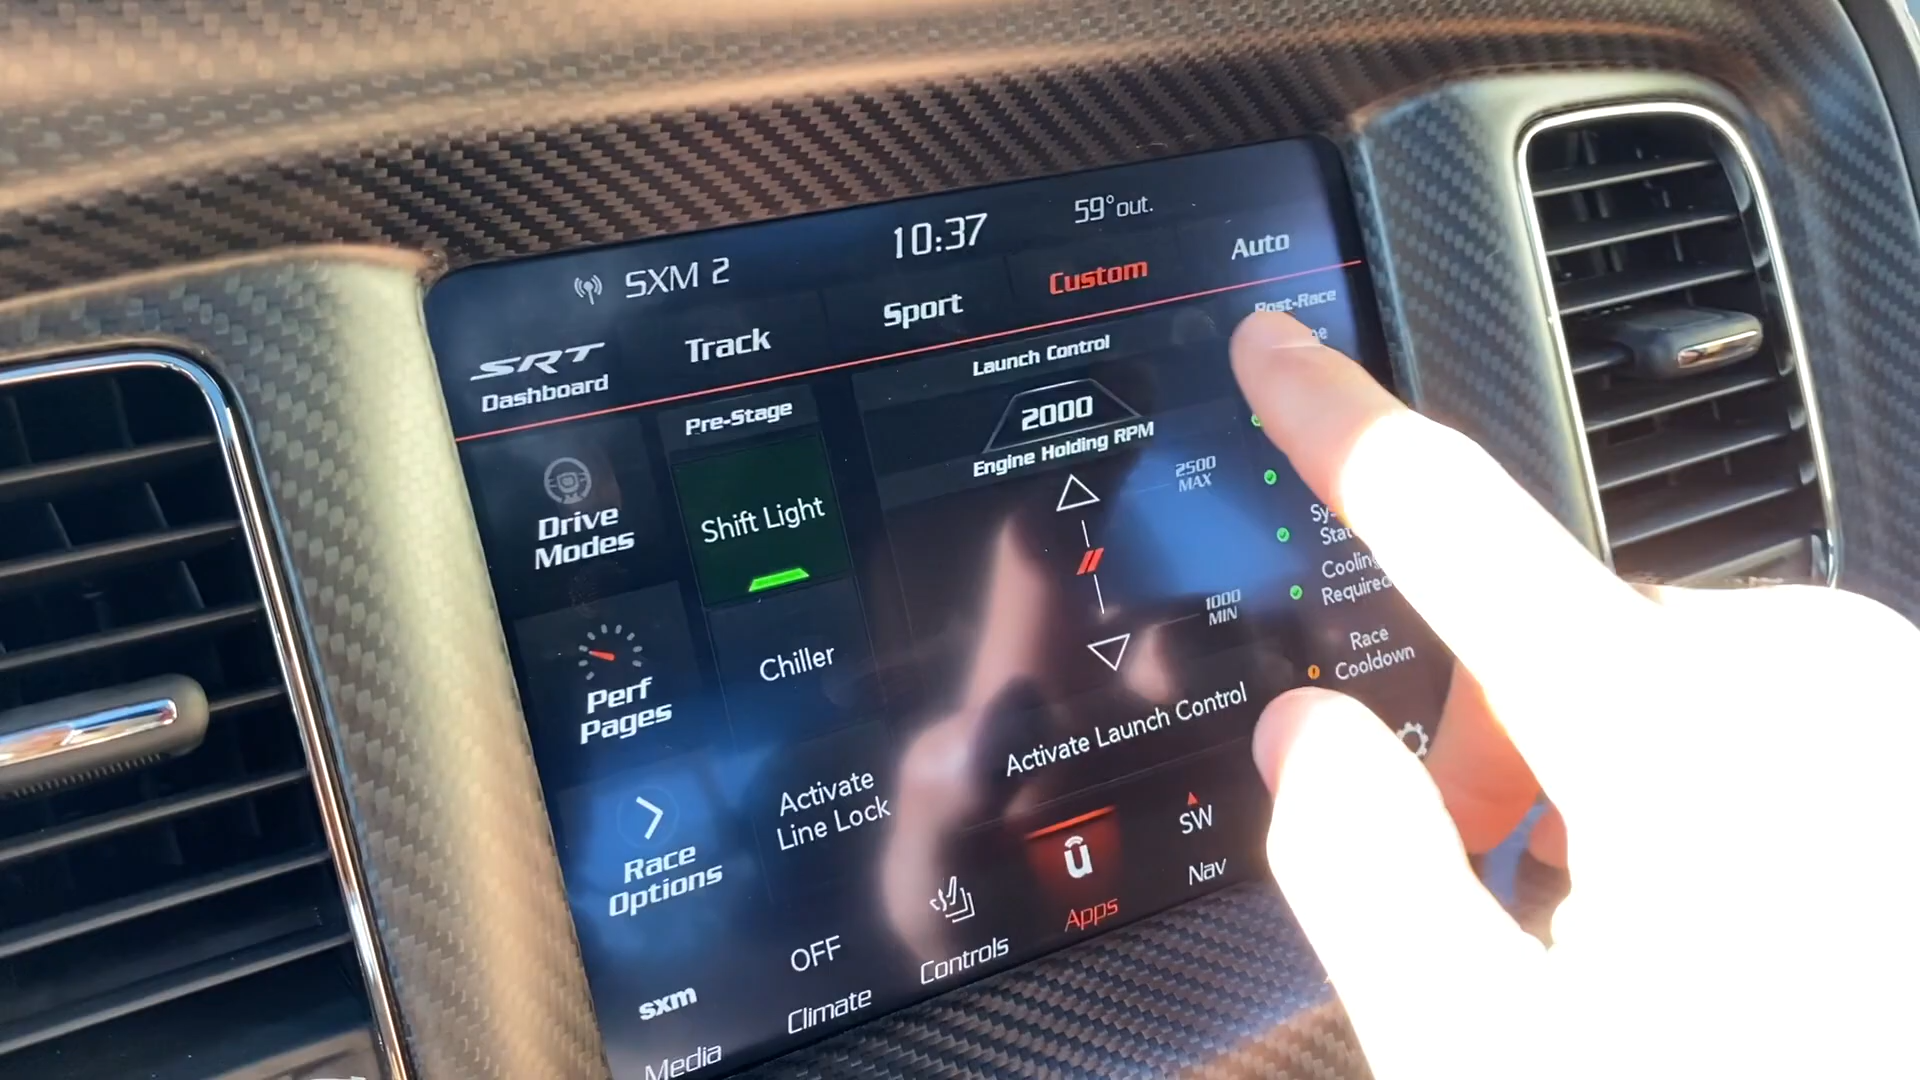 SXM 2
10:37
59° out.
SRT
Dashboard
Track
Sport
Custom
Auto
Pre-Stage
Launch Control
Post-Race
Drive
Modes
Shift Light
2000
Engine Holding RPM
2500
MAX
1000
MIN
Cooling
Required
Race
Cooldown
Perf
Pages
Chiller
Activate Launch Control
Race
Options
Activate
Line Lock
sxm
Media
OFF
Climate
Controls
û
Apps
SW
Nav